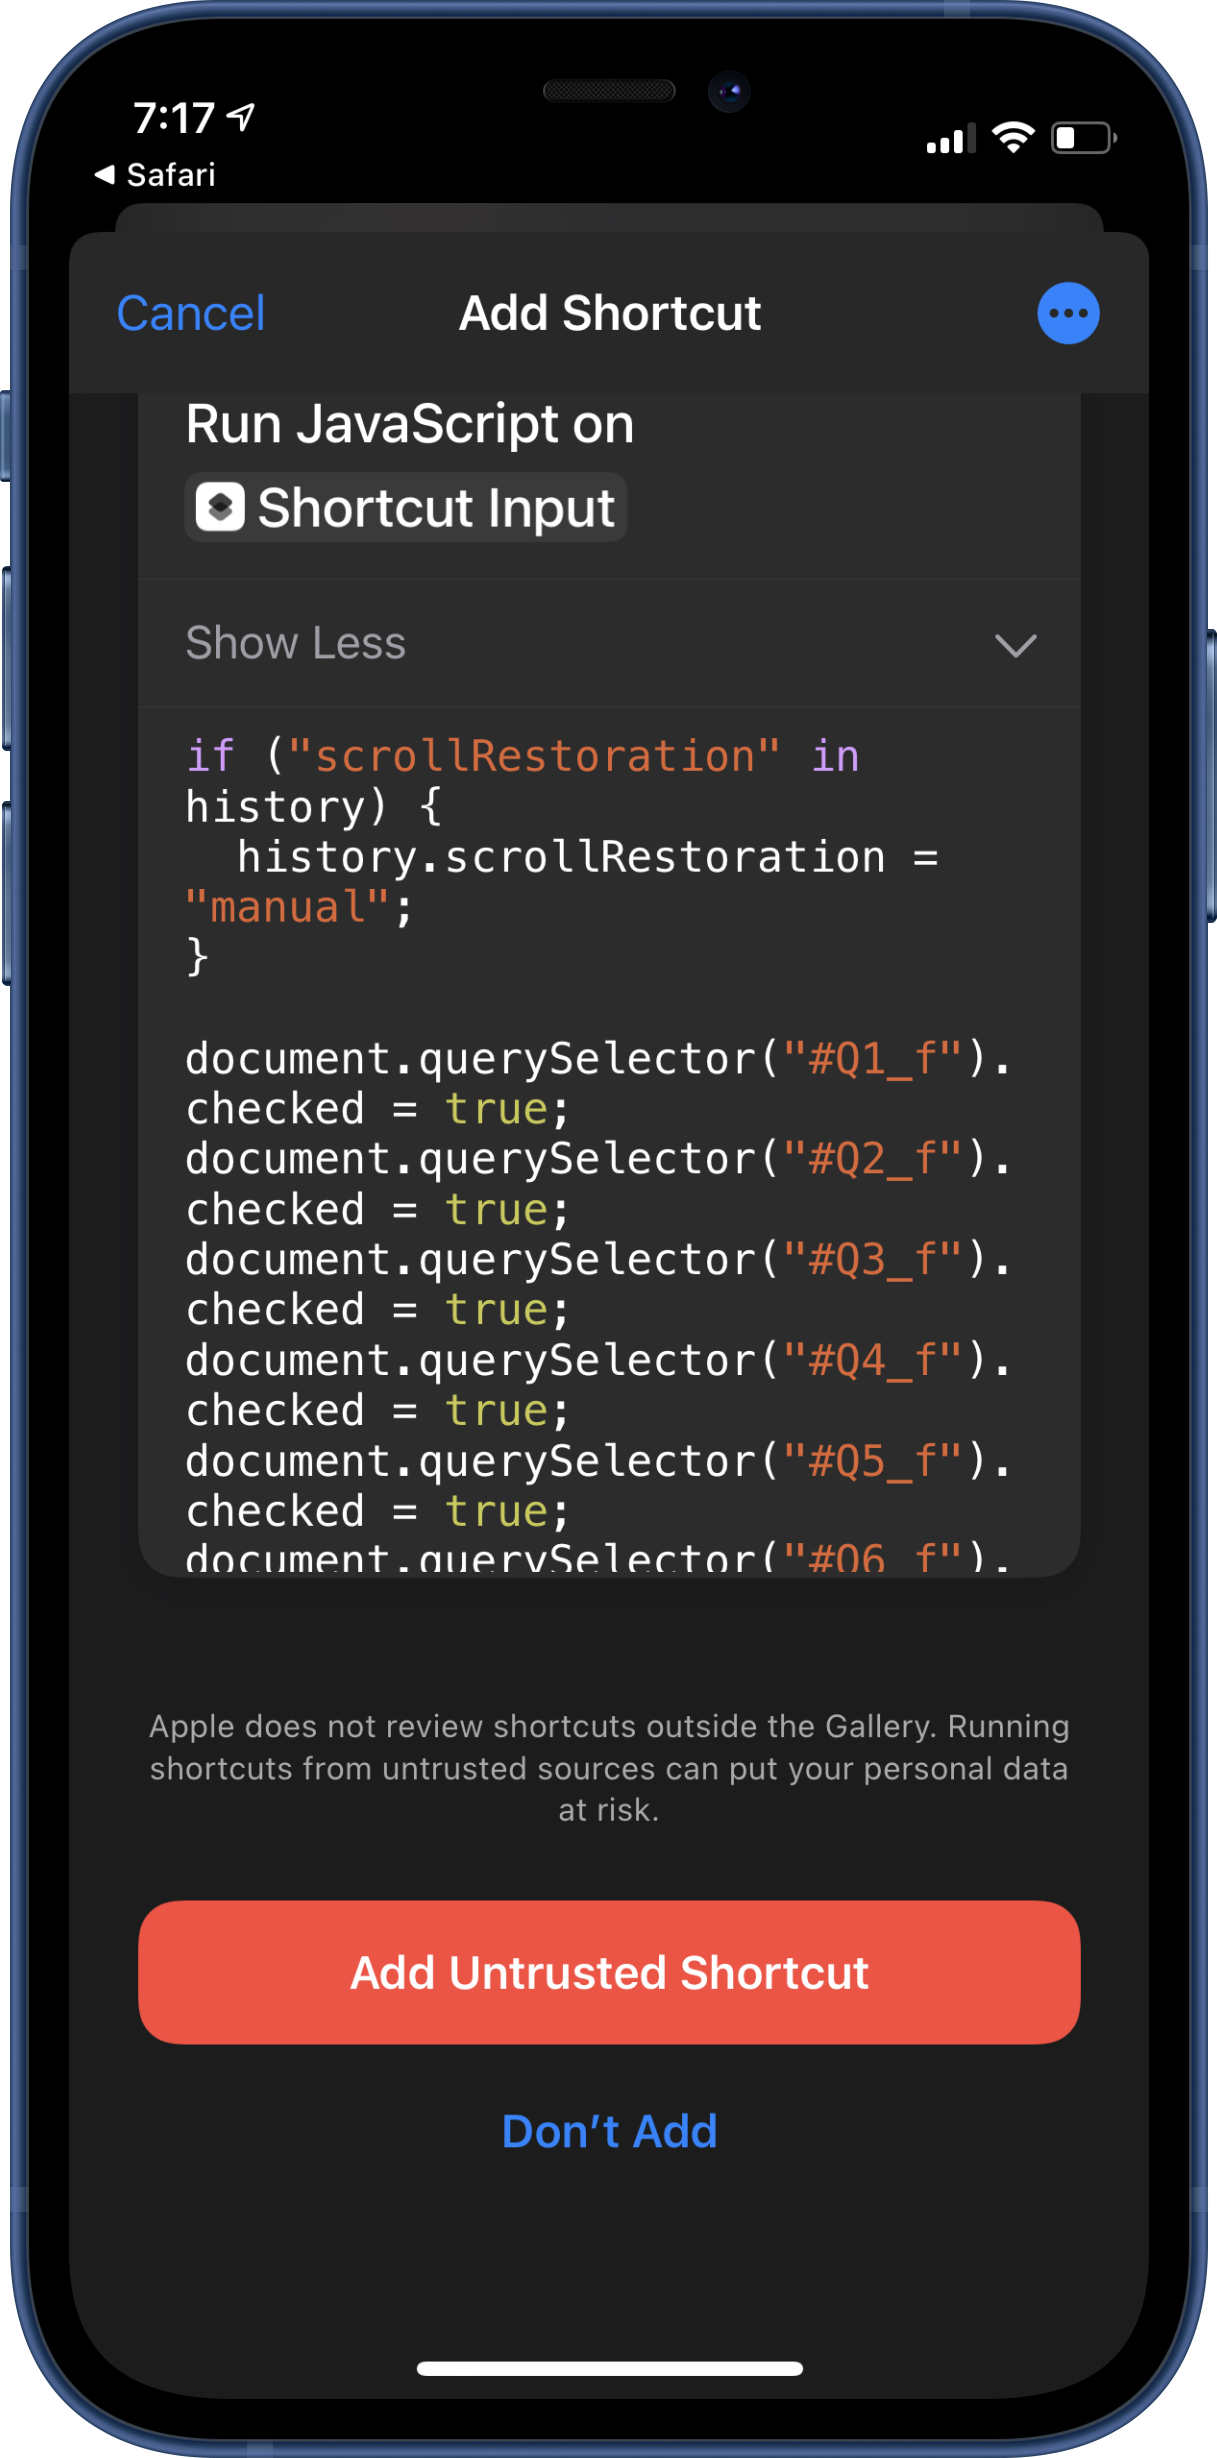 7:17
◀ Safari
Cancel
Add Shortcut
Run JavaScript on
Shortcut Input
Show Less
if ("scrollRestoration" in
history) {
  history.scrollRestoration =
"manual";
}

document.querySelector("#Q1_f").
checked = true;
document.querySelector("#Q2_f").
checked = true;
document.querySelector("#Q3_f").
checked = true;
document.querySelector("#Q4_f").
checked = true;
document.querySelector("#Q5_f").
checked = true;
document.querySelector("#Q6_f").
Apple does not review shortcuts outside the Gallery. Running
shortcuts from untrusted sources can put your personal data
at risk.
Add Untrusted Shortcut
Don’t Add